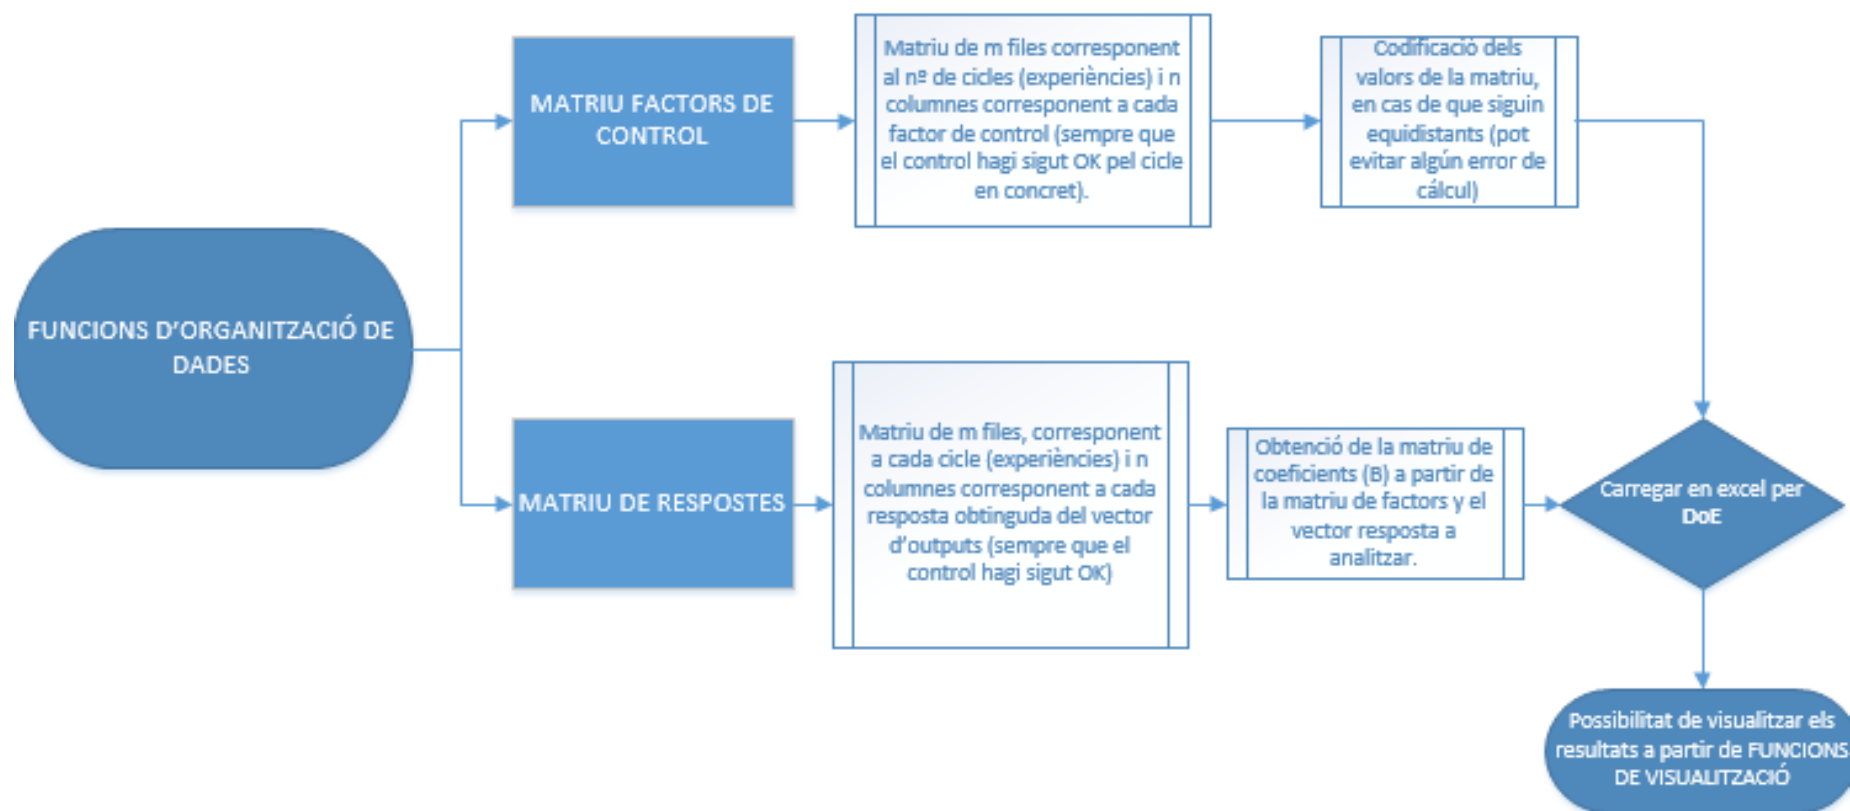 FUNCIONS D'ORGANITZACIÓ DE
DADES
MATRIU FACTORS DE
CONTROL
Matriu de m files corresponent
al nº de cicles (experiències) i n
columnes corresponent a cada
factor de control (sempre que
el control hagi sigut OK pel cicle
en concret).
Codificació dels
valors de la matriu,
en cas de que siguin
equidistants (pot
evitar algún error de
cálcul)
MATRIU DE RESPOSTES
Matriu de m files, corresponent
a cada cicle (experiències) i n
columnes corresponent a cada
resposta obtinguda del vector
d'outputs (sempre que el
control hagi sigut OK)
Obtenció de la matriu de
coeficients (B) a partir de
la matriu de factors y el
vector resposta a
analitzar.
Carregar en excel per
DoE
Possibilitat de visualitzar els
resultats a partir de FUNCIONS
DE VISUALITZACIÓ